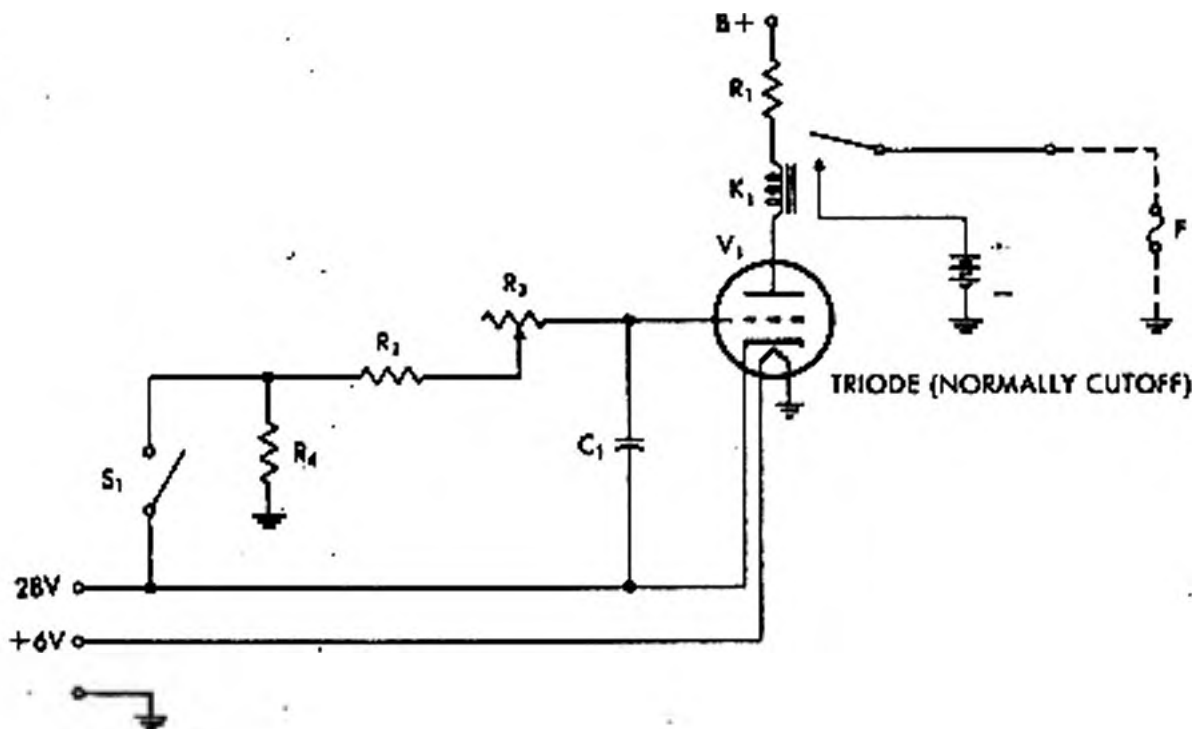 B+
R₁
K₁
V₁
F
+
−
R₃
R₂
TRIODE (NORMALLY CUTOFF)
C₁
R₄
S₁
28V
+6V